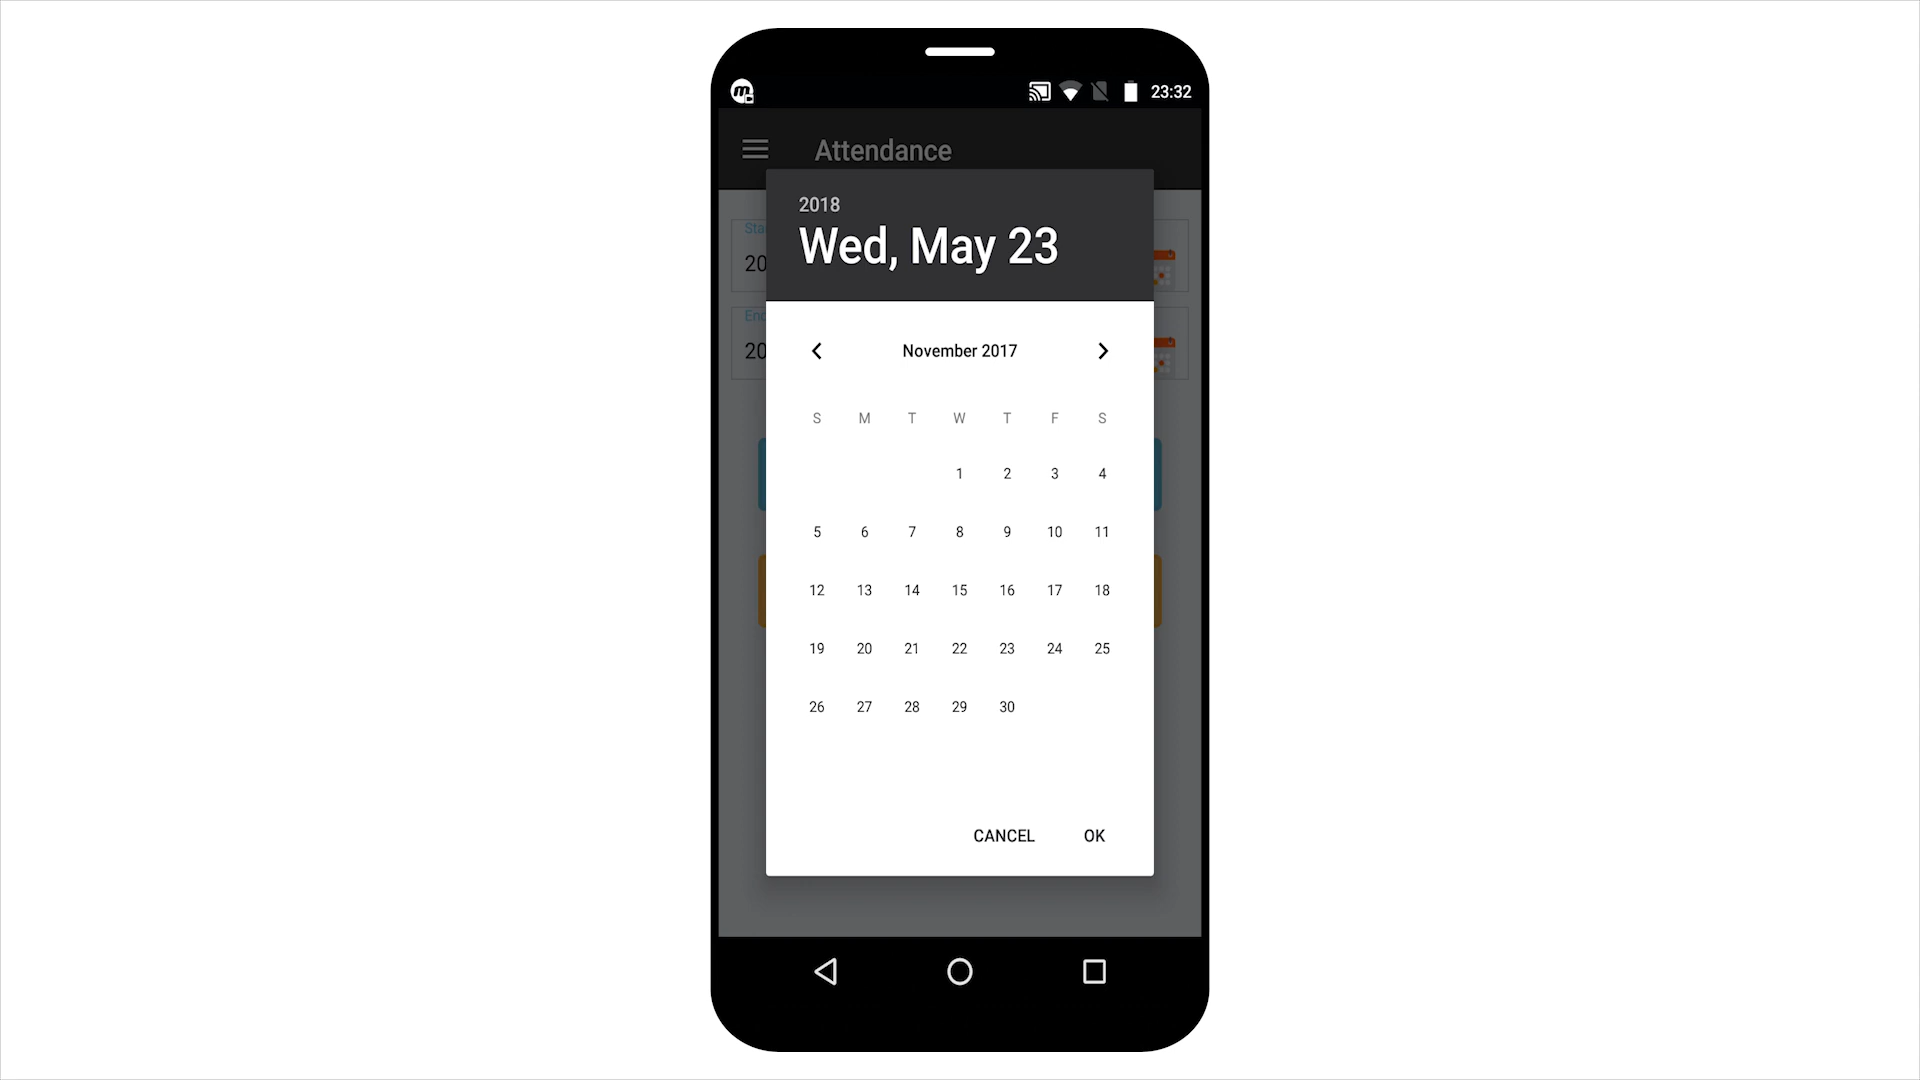 23:32
Attendance
2018
Wed, May 23
20
20
November 2017
S M T W T F S
1 2 3 4
5 6 7 8 9 10 11
12 13 14 15 16 17 18
19 20 21 22 23 24 25
26 27 28 29 30
CANCEL OK